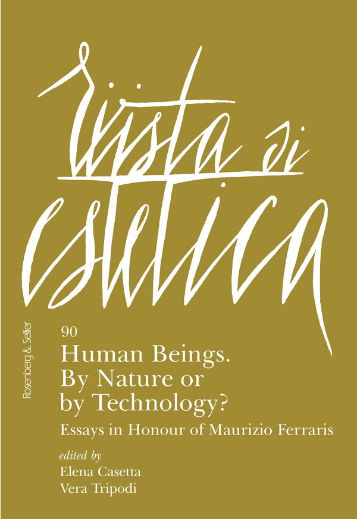 rivista di
estetica
Rosenberg & Sellier
90
Human Beings.
By Nature or
by Technology?
Essays in Honour of Maurizio Ferraris
edited by
Elena Casetta
Vera Tripodi